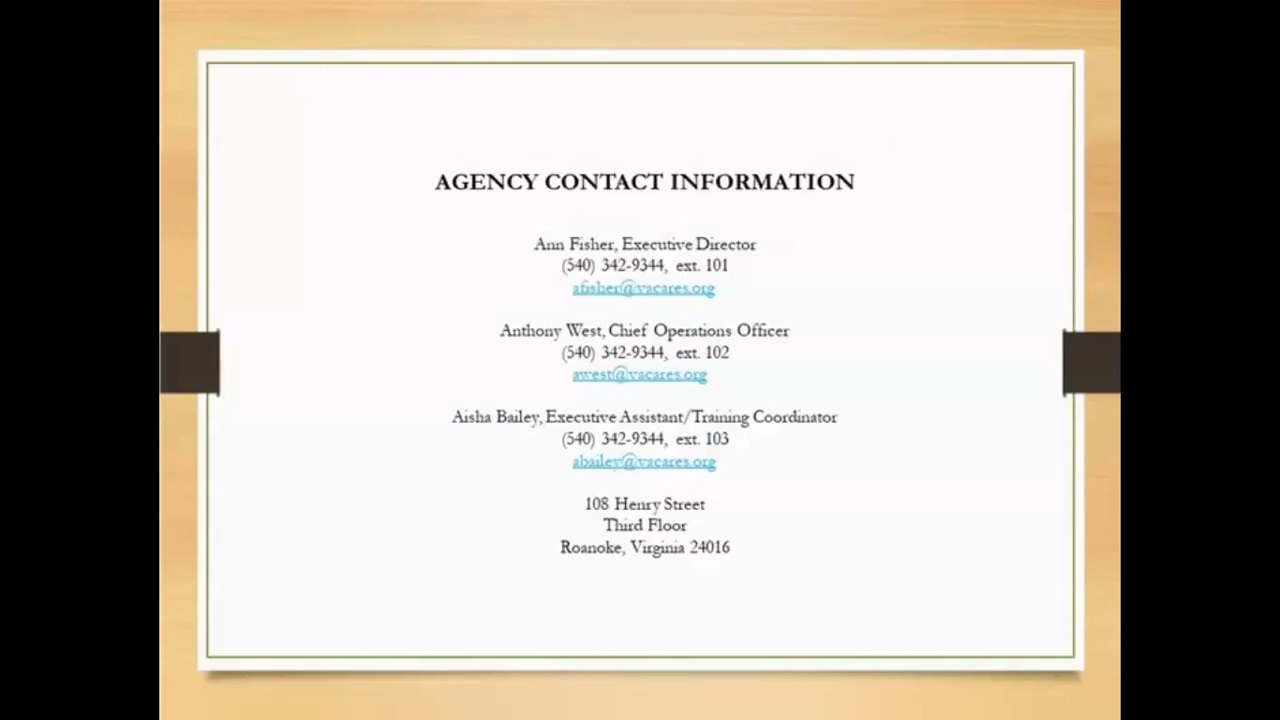 AGENCY CONTACT INFORMATION
Ann Fisher, Executive Director
(540) 342-9344, ext. 101
afisher@vacares.org
Anthony West, Chief Operations Officer
(540) 342-9344, ext. 102
awest@vacares.org
Aisha Bailey, Executive Assistant/Training Coordinator
(540) 342-9344, ext. 103
abailey@vacares.org
108 Henry Street
Third Floor
Roanoke, Virginia 24016